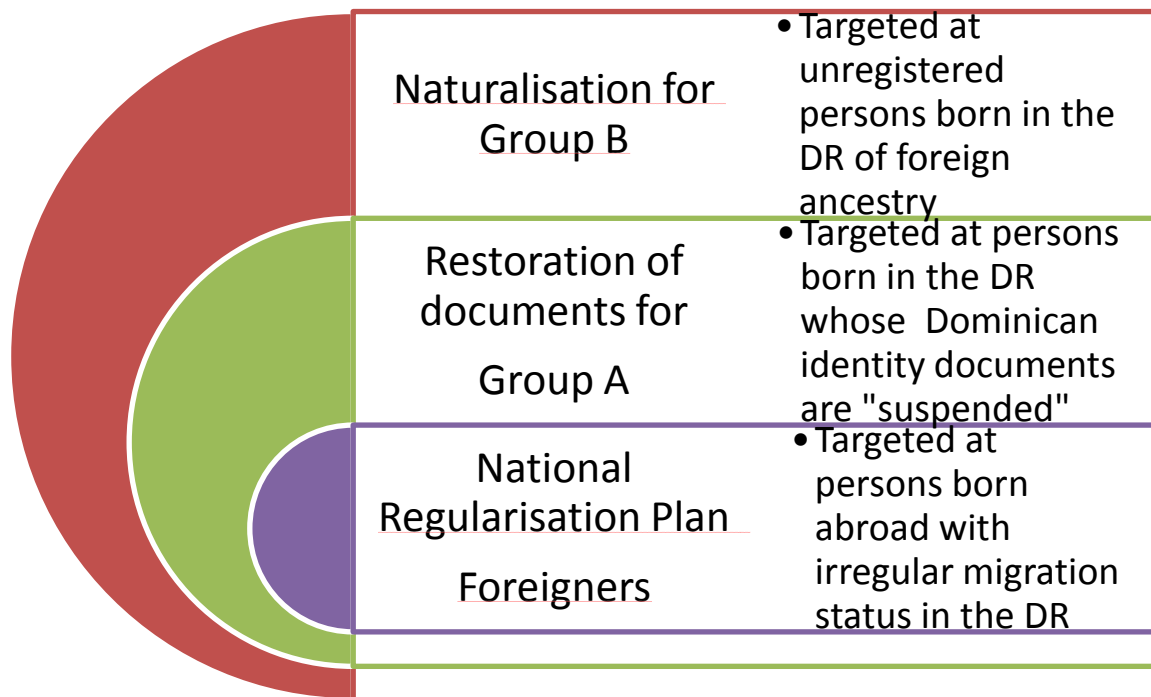 Naturalisation for
Group B
• Targeted at
unregistered
persons born in the
DR of foreign
ancestry
Restoration of
documents for
Group A
• Targeted at persons
born in the DR
whose  Dominican
identity documents
are "suspended"
National
Regularisation Plan
Foreigners
• Targeted at
persons born
abroad with
irregular migration
status in the DR